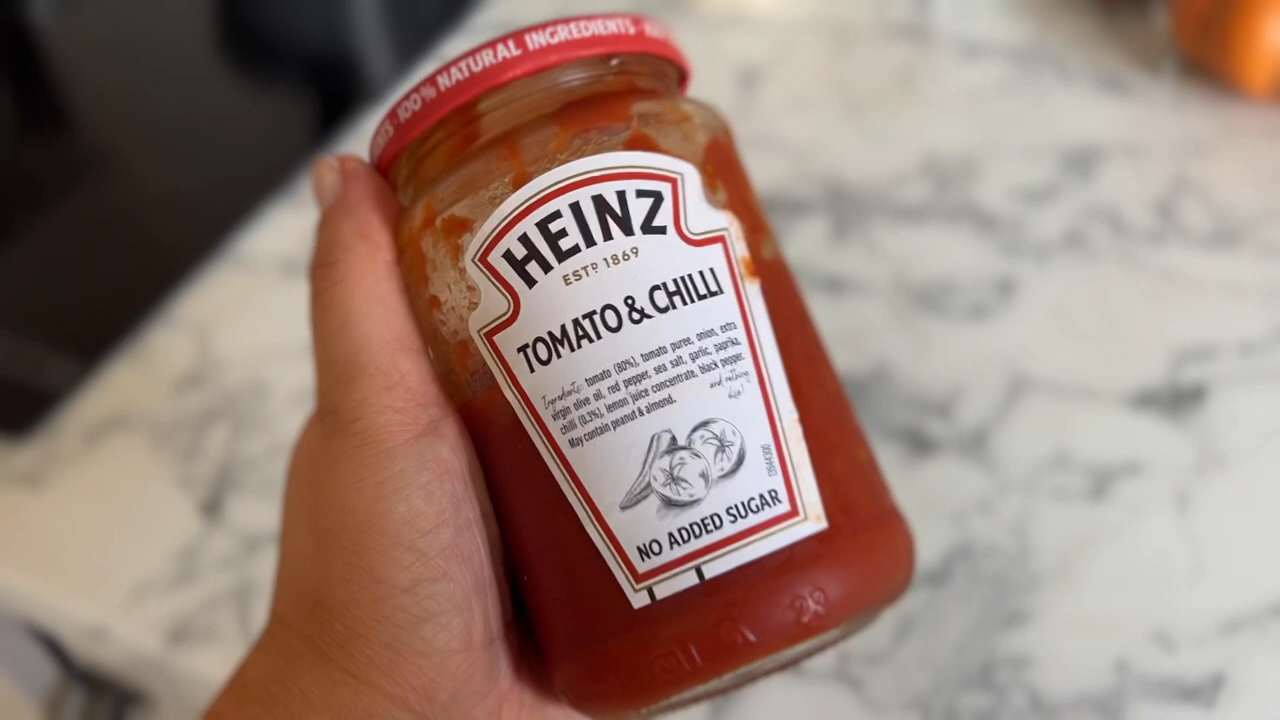 100% NATURAL INGREDIENTS
HEINZ
ESTD 1869
TOMATO & CHILLI
Ingredients: tomato (80%), tomato puree, onion, extra
virgin olive oil, red pepper, sea salt, garlic, paprika,
chilli (0.3%), lemon juice concentrate, black pepper.
and nothing
else!
May contain peanut & almond.
NO ADDED SUGAR